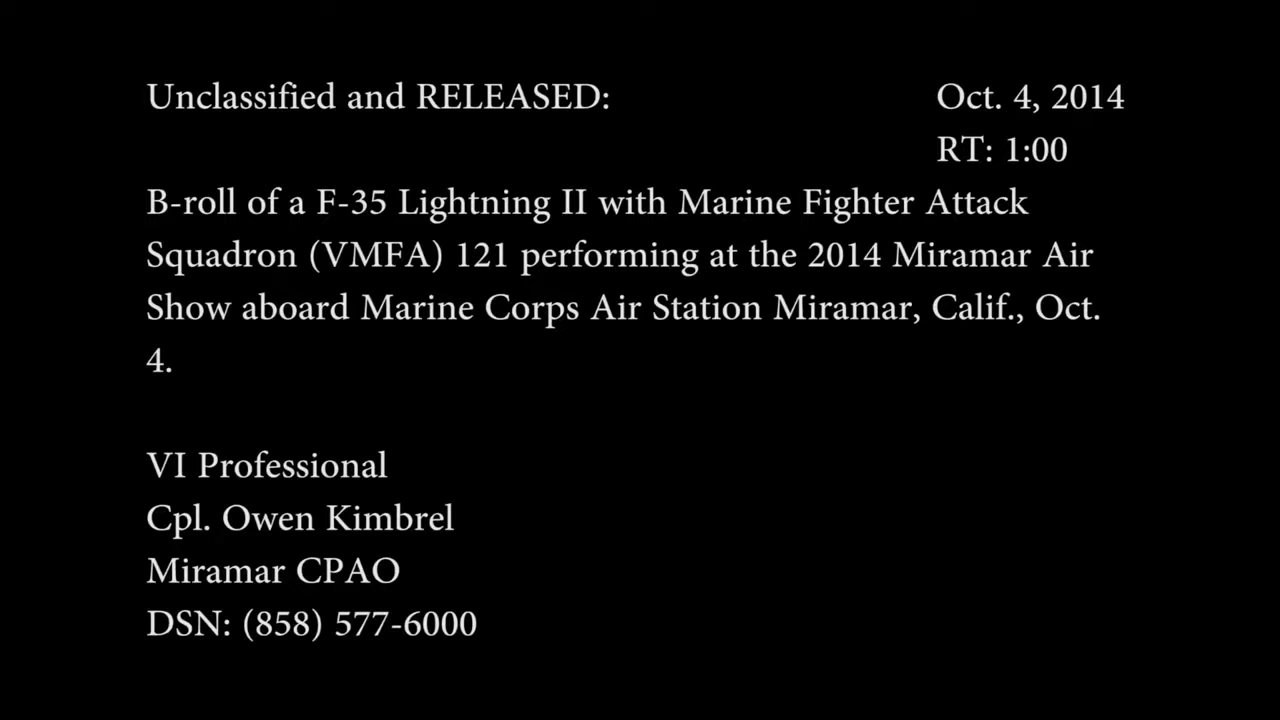 Unclassified and RELEASED: Oct. 4, 2014
RT: 1:00
B-roll of a F-35 Lightning II with Marine Fighter Attack
Squadron (VMFA) 121 performing at the 2014 Miramar Air
Show aboard Marine Corps Air Station Miramar, Calif., Oct.
4.
VI Professional
Cpl. Owen Kimbrel
Miramar CPAO
DSN: (858) 577-6000